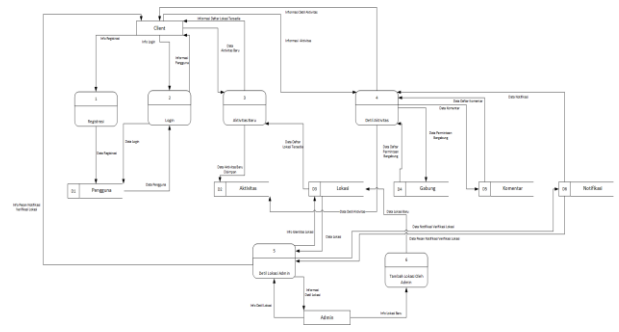 Informasi Detil Aktivitas
Informasi Daftar Lokasi Tersedia
Client
Informasi Aktivitas
Info Registrasi
Info Login
Informasi
Pengguna
Data
Aktivitas Baru
Data Notifikasi
1
Registrasi
2
Login
3
Aktivitas Baru
4
Detil Aktivitas
Data Daftar Komentar
Data Komentar
Data Permintaan
Bergabung
Data Login
Data Registrasi
Data Daftar
Lokasi Tersedia
Data Daftar
Permintaan
Bergabung
Data Aktivitas Baru
Data Pengguna
D1
Pengguna
D2
Aktivitas
D3
Lokasi
D4
Gabung
D5
Komentar
D6
Notifikasi
Data Lokasi
Data Notifikasi Verifikasi Lokasi
5
Detil Lokasi Admin
6
Tambah Lokasi Oleh
Admin
Informasi
Detil Lokasi
Info Detil Lokasi
Admin
Info Lokasi Baru